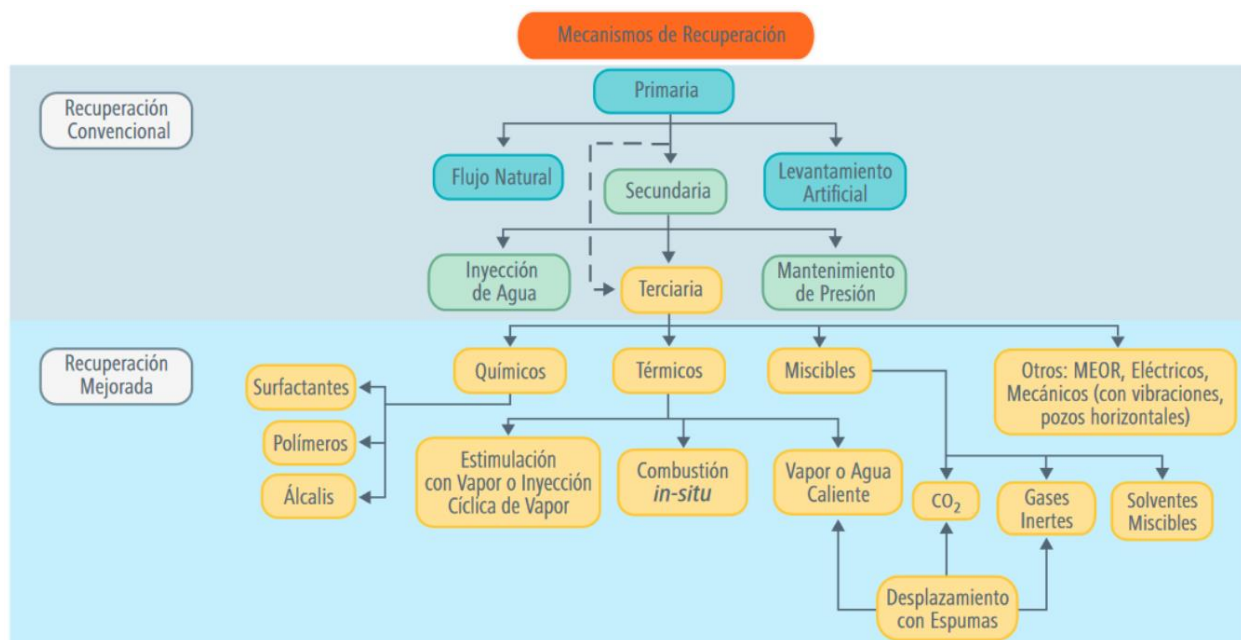 Mecanismos de Recuperación
Recuperación
Convencional
Primaria
Flujo Natural
Secundaria
Levantamiento
Artificial
Inyección
de Agua
Terciaria
Mantenimiento
de Presión
Recuperación
Mejorada
Químicos
Térmicos
Miscibles
Otros: MEOR, Eléctricos,
Mecánicos (con vibraciones,
pozos horizontales)
Surfactantes
Polímeros
Álcalis
Estimulación
con Vapor o Inyección
Cíclica de Vapor
Combustión
in-situ
Vapor o Agua
Caliente
CO₂
Gases
Inertes
Solventes
Miscibles
Desplazamiento
con Espumas